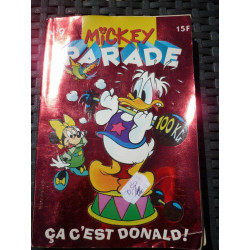 MICKEY
PARADE
15F
100 KG
ÇA C'EST DONALD!